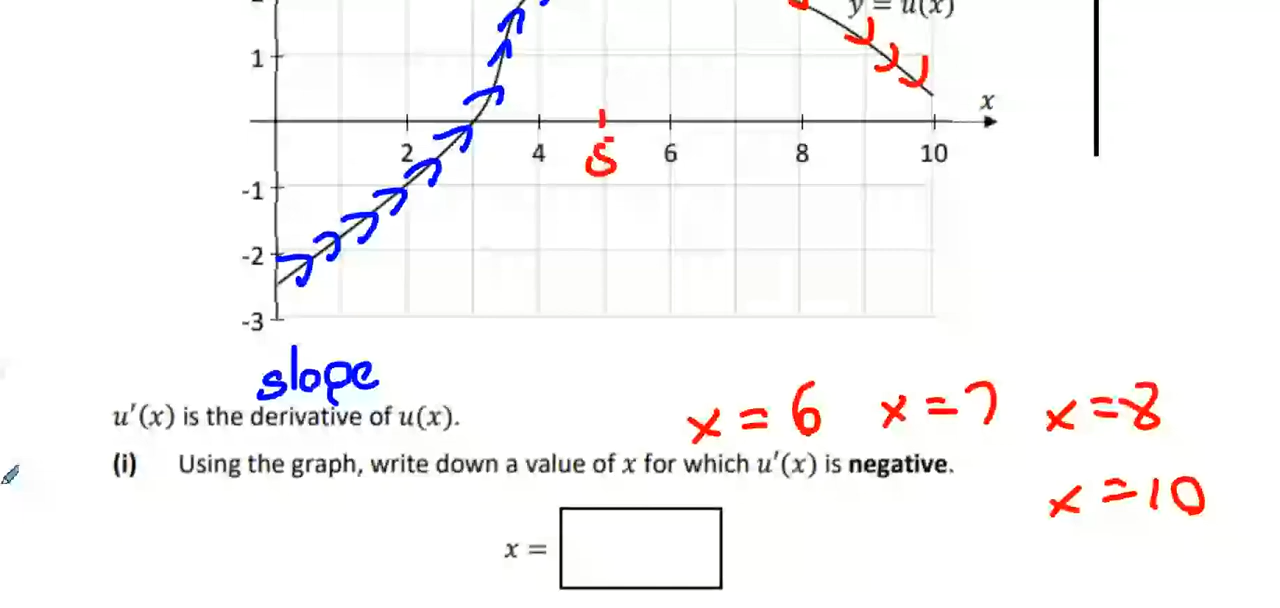 2
y = u(x)
1
x
2 4 5 6 8 10
-1
-2
-3
slope
x = 6 x = 7 x = 8
u′(x) is the derivative of u(x).
(i) Using the graph, write down a value of x for which u′(x) is negative.
x = 10
x =